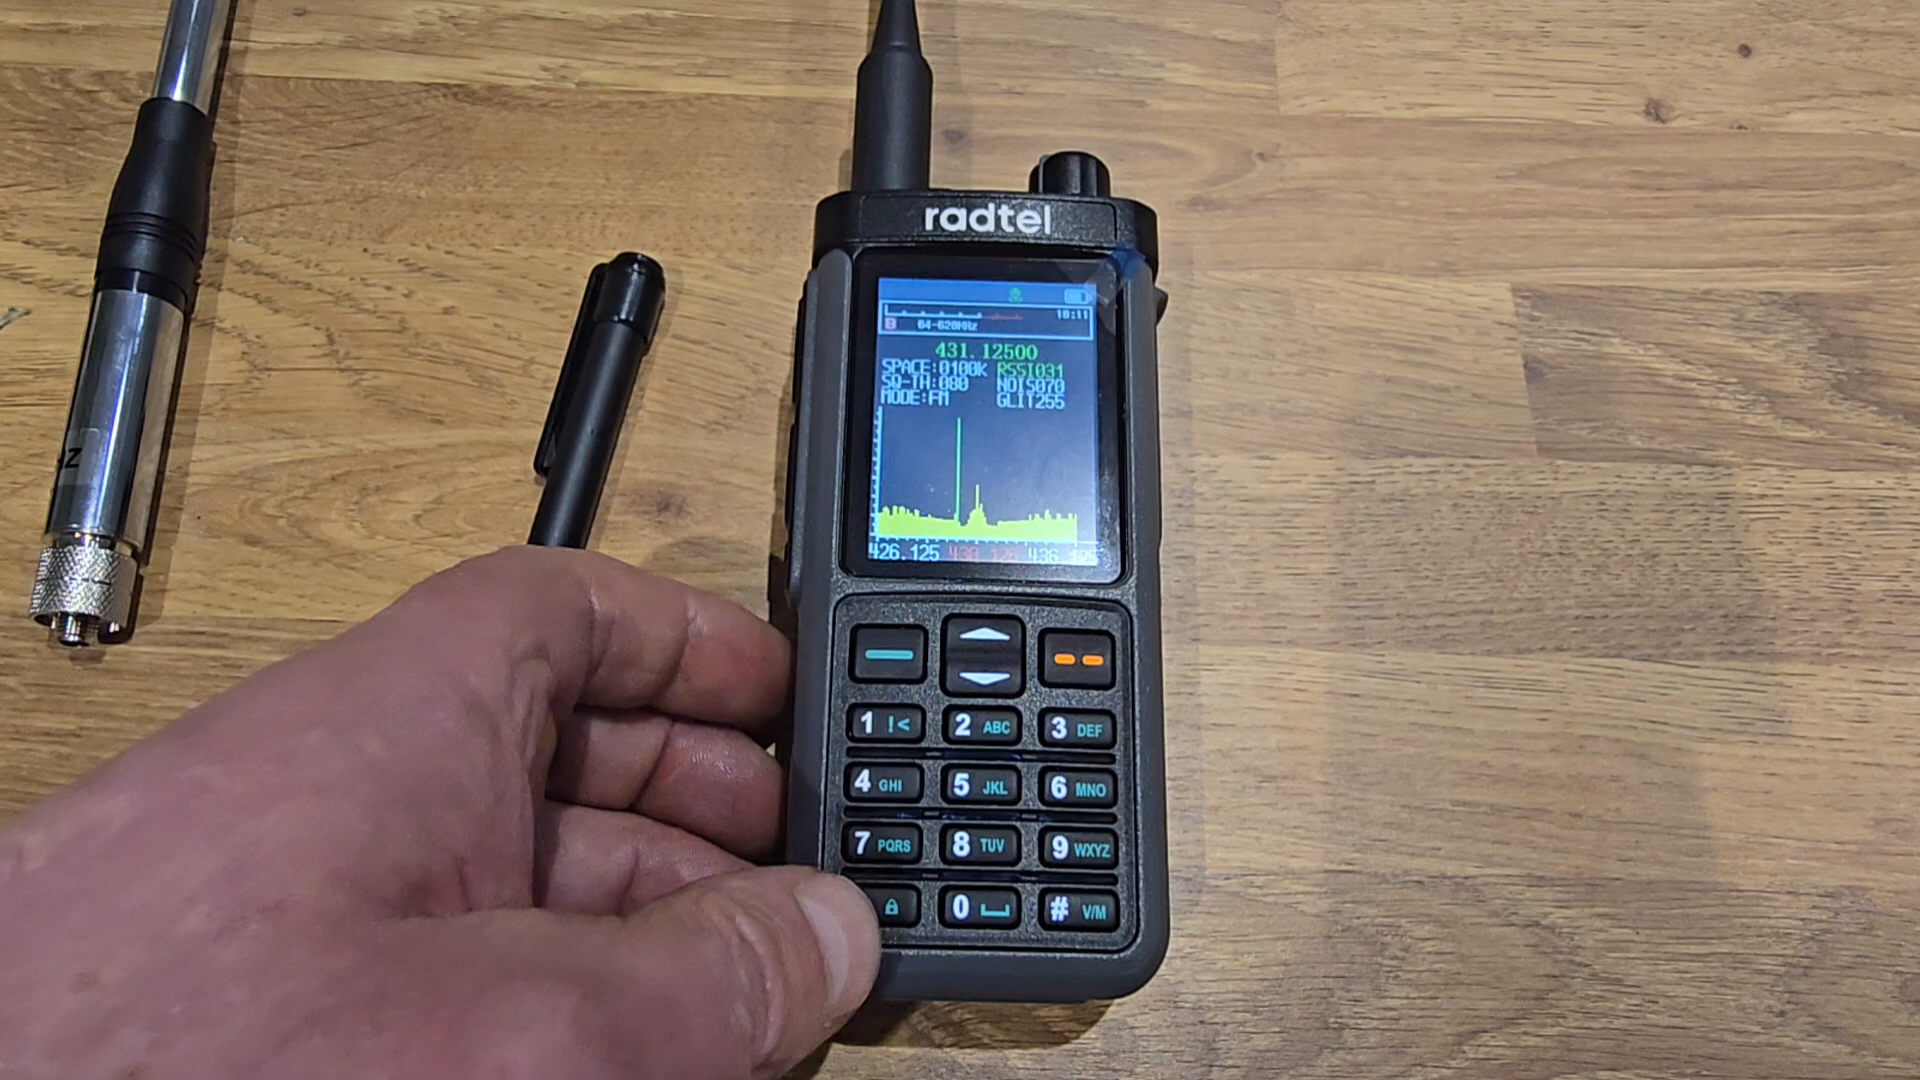 radtel
18:11
B 64-620MHz
431.12500
SPACE:0100K RSSI031
SQ-TH:080 NOIS070
MODE:FM GLIT255
426.125 436.125
1 !< 2 ABC 3 DEF
4 GHI 5 JKL 6 MNO
7 PQRS 8 TUV 9 WXYZ
0 # V/M
Z